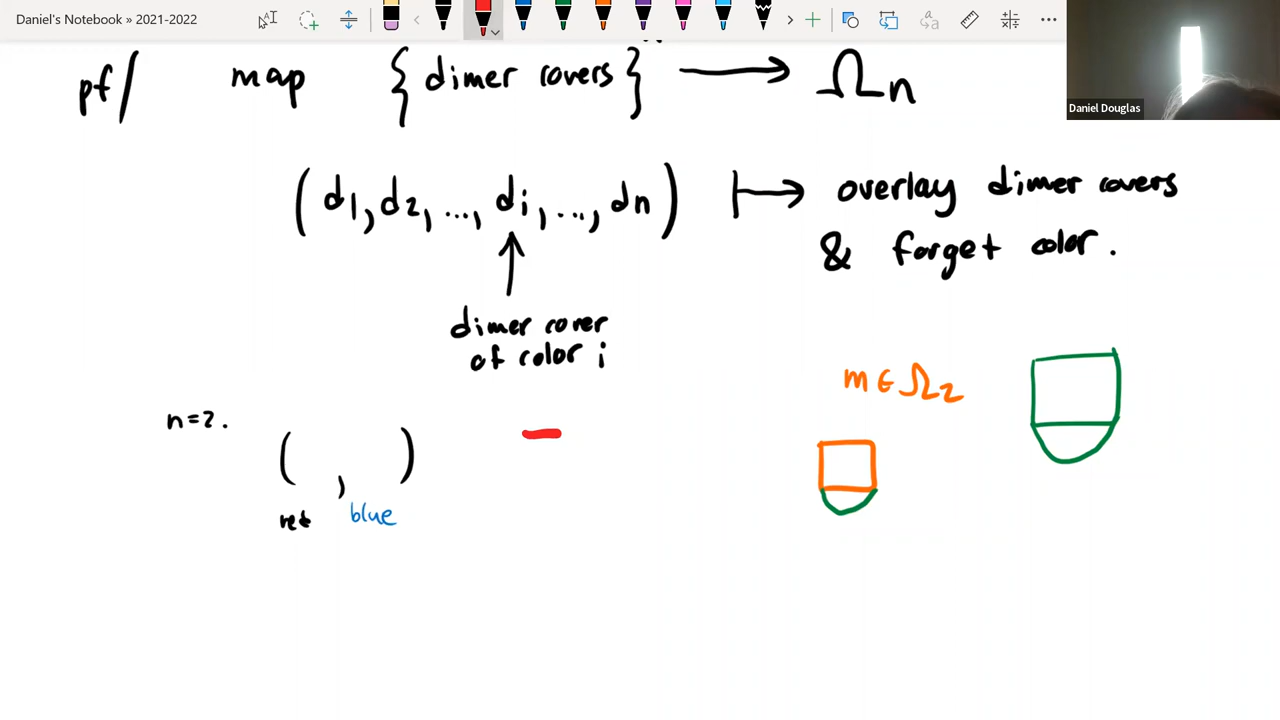 Daniel's Notebook » 2021-2022
Daniel Douglas
pf/ map {dimer covers} → Ωn
(d1, d2, ..., di, ..., dn) ↦ overlay dimer covers
& forget color.
↑
dimer cover
of color i
m ∈ Ω2
n=2.
( , )
red blue